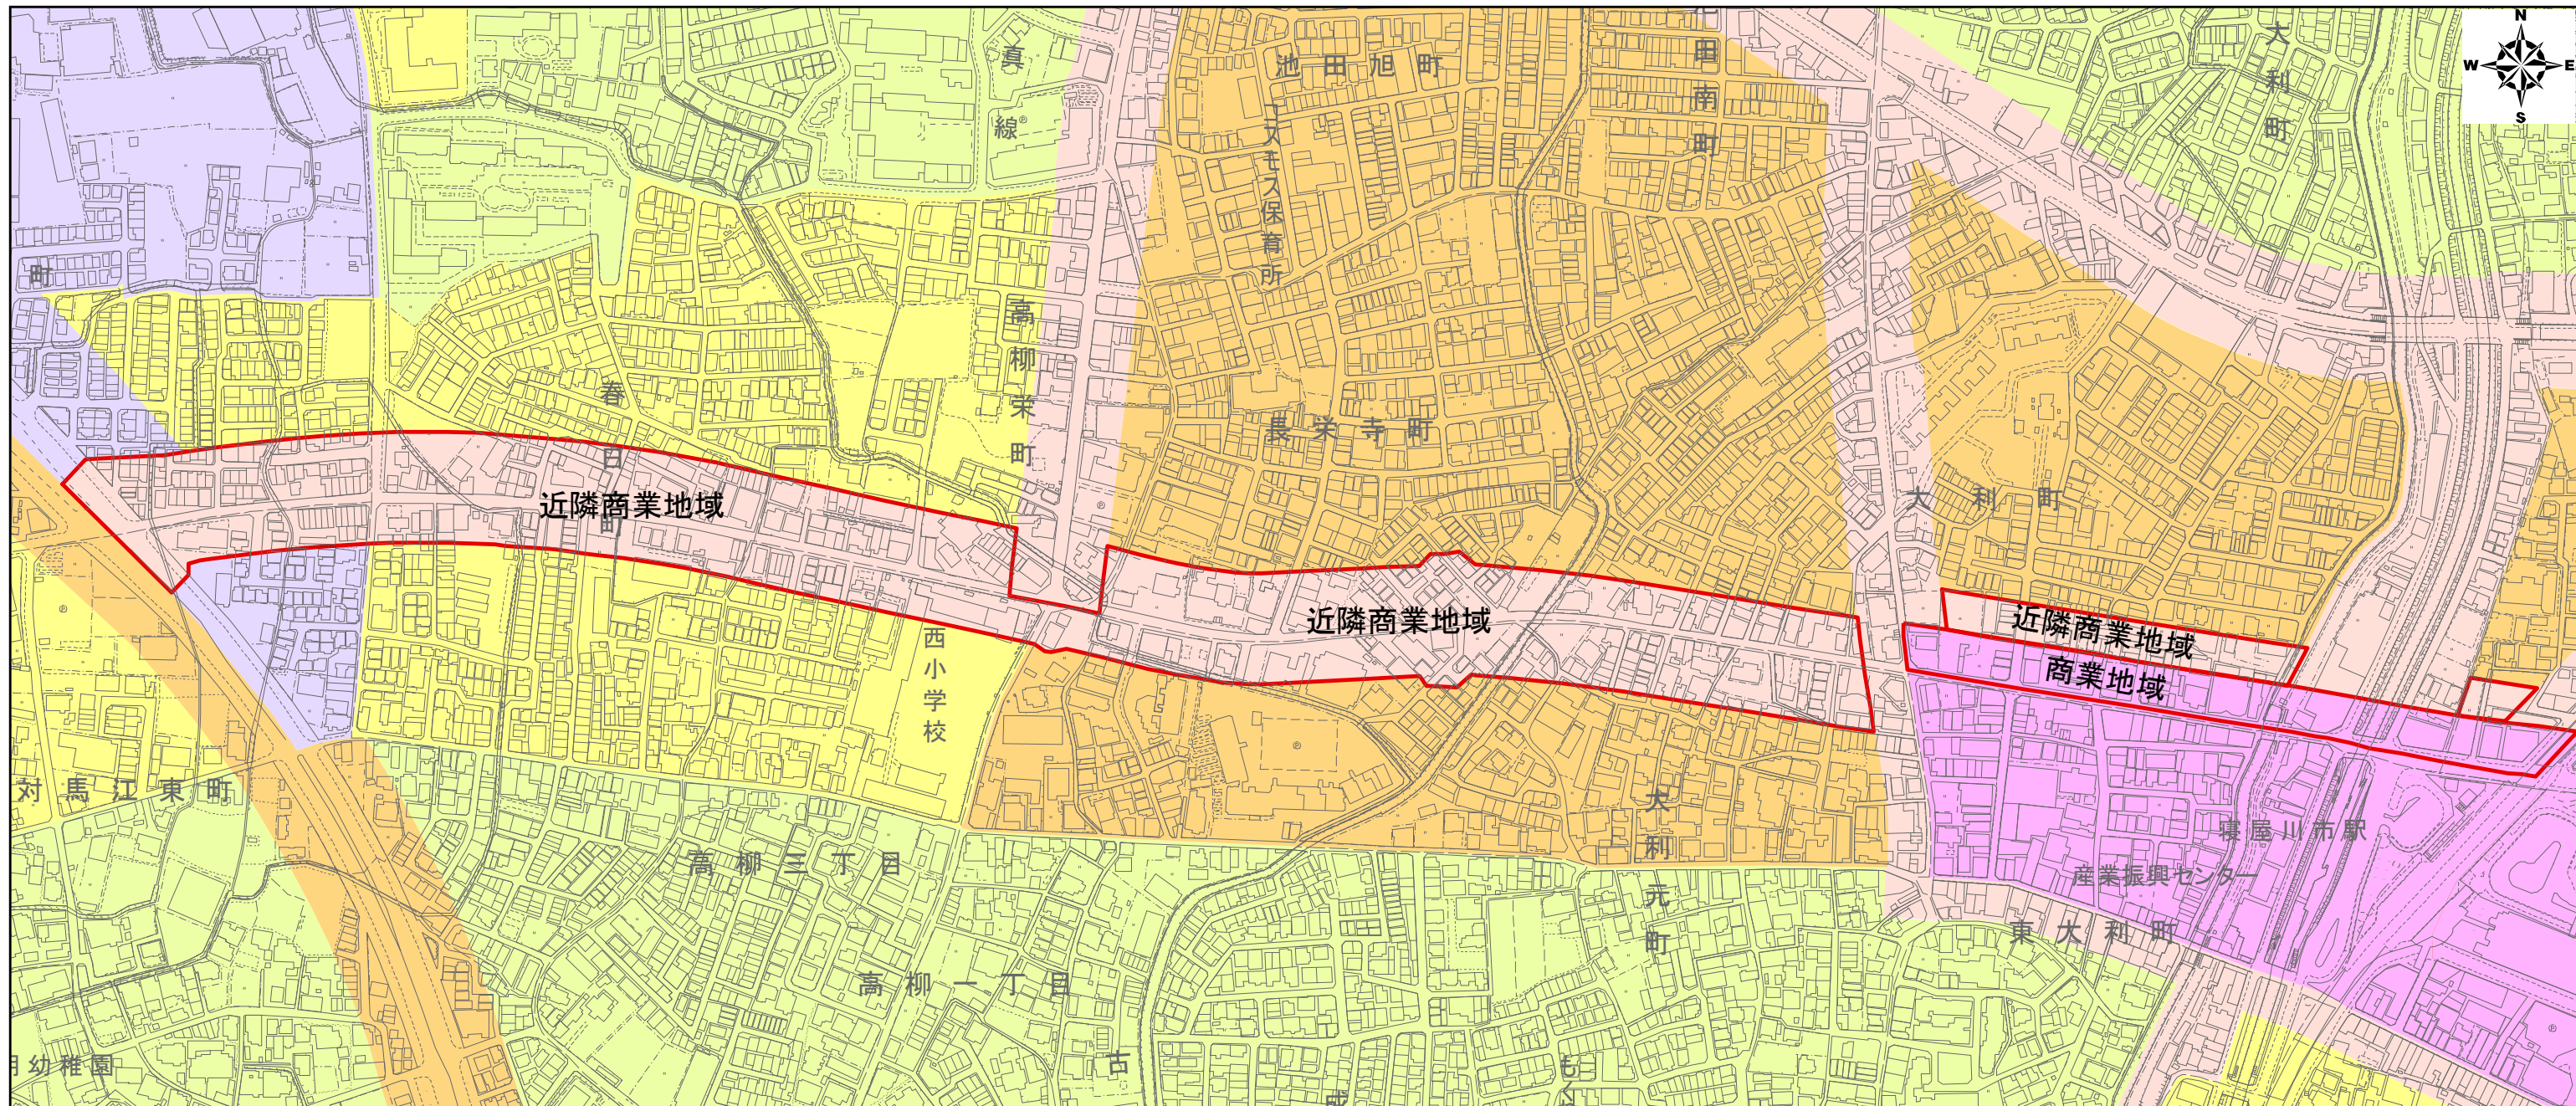 N
W
E
S
真線
池田旭町
コスモス保育所
田南町
大利町
町
高柳栄町
春日町
長栄寺町
大利町
近隣商業地域
近隣商業地域
近隣商業地域
商業地域
西小学校
対馬江東町
高柳三丁目
大利元町
寝屋川市駅
産業振興センター
東大利町
高柳一丁目
幼稚園
古